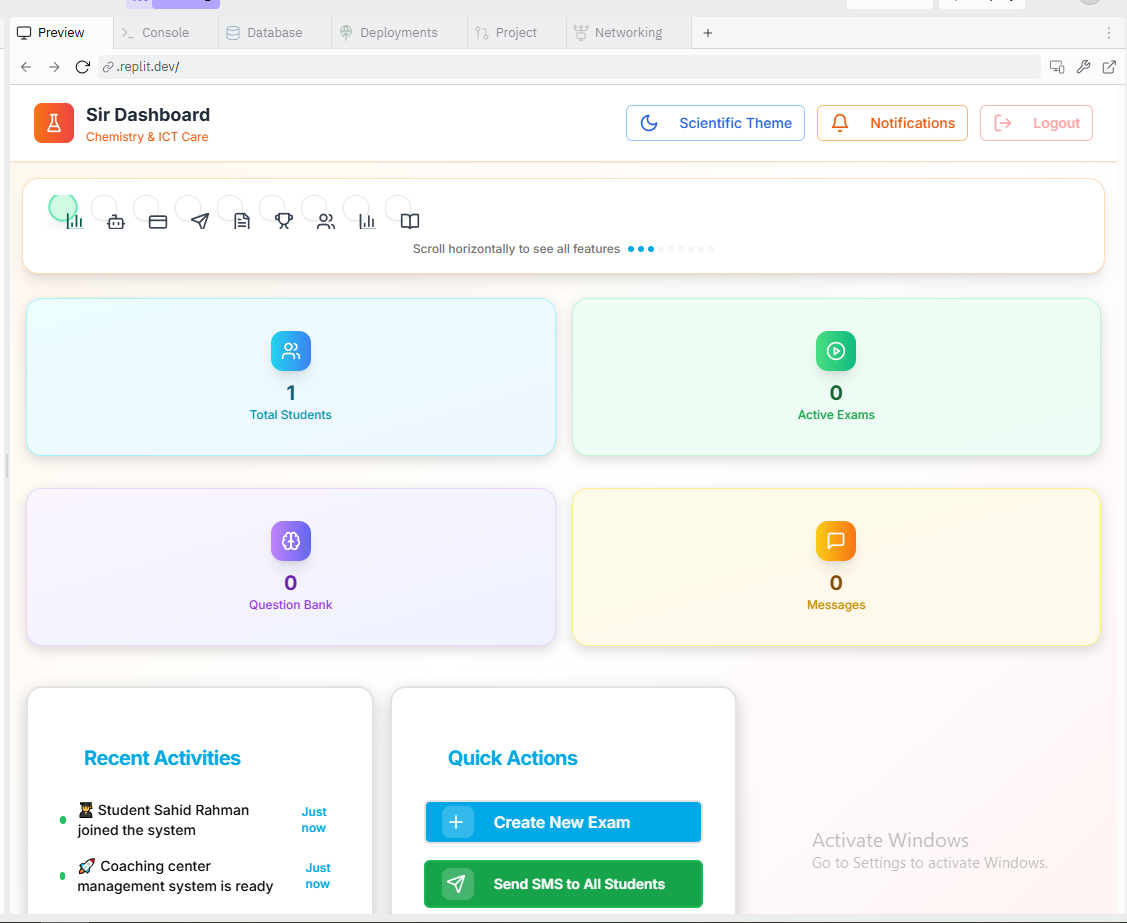 Preview
Console
Database
Deployments
Project
Networking
.replit.dev/
Sir Dashboard
Chemistry & ICT Care
Scientific Theme
Notifications
Logout
Scroll horizontally to see all features
1
Total Students
0
Active Exams
0
Question Bank
0
Messages
Recent Activities
Student Sahid Rahman
joined the system
Just
now
Coaching center
management system is ready
Just
now
Quick Actions
Create New Exam
Send SMS to All Students
Activate Windows
Go to Settings to activate Windows.